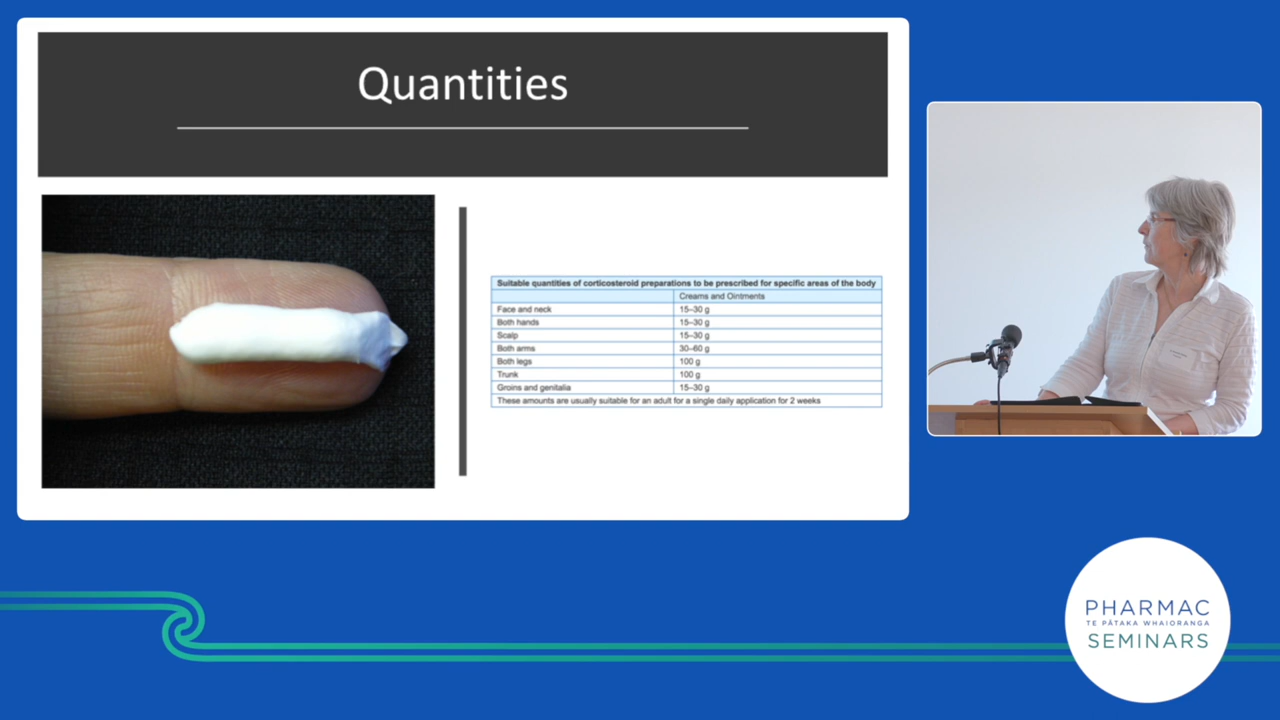 Quantities
Suitable quantities of corticosteroid preparations to be prescribed for specific areas of the body
Creams and Ointments
Face and neck 15–30 g
Both hands 15–30 g
Scalp 15–30 g
Both arms 30–60 g
Both legs 100 g
Trunk 100 g
Groins and genitalia 15–30 g
These amounts are usually suitable for an adult for a single daily application for 2 weeks
PHARMAC
TE PĀTAKA WHAIORANGA
SEMINARS